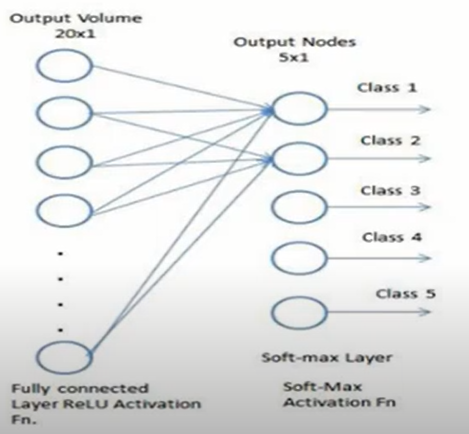 Output Volume
20x1
Output Nodes
5x1
Class 1
Class 2
Class 3
Class 4
Class 5
Soft-max Layer
Fully connected
Layer ReLU Activation
Fn.
Soft-Max
Activation Fn